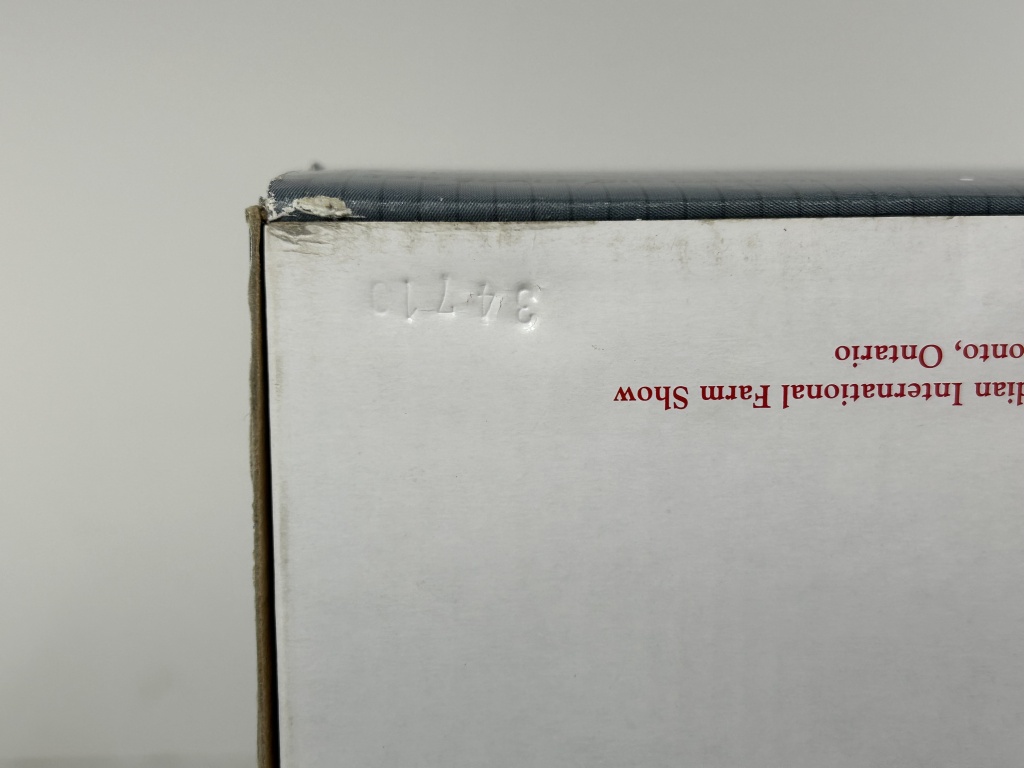 dian International Farm Show
onto, Ontario